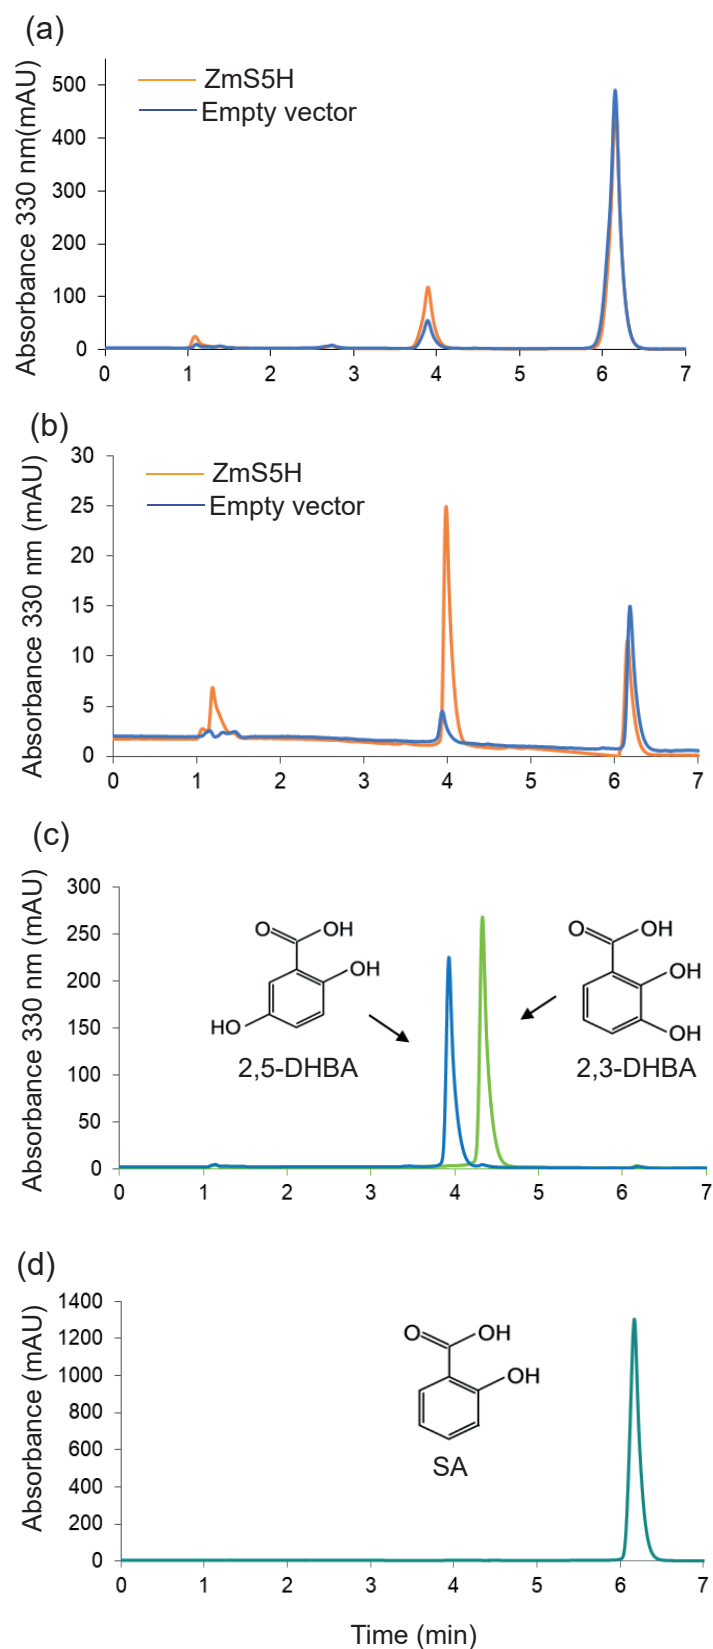 (a)
ZmS5H
Empty vector
Absorbance 330 nm(mAU)
500
400
300
200
100
0
0 1 2 3 4 5 6 7
(b)
ZmS5H
Empty vector
Absorbance 330 nm (mAU)
30
25
20
15
10
5
0
0 1 2 3 4 5 6 7
(c)
Absorbance 330 nm (mAU)
300
250
200
150
100
50
0
O OH
OH
HO
2,5-DHBA
O OH
OH
OH
2,3-DHBA
0 1 2 3 4 5 6 7
(d)
Absorbance (mAU)
1400
1200
1000
800
600
400
200
0
O OH
OH
SA
0 1 2 3 4 5 6 7
Time (min)